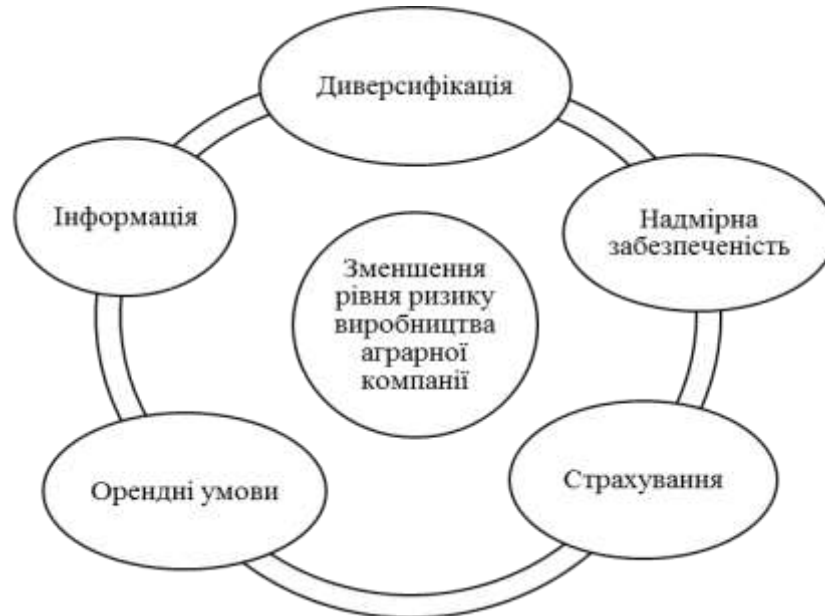 Диверсифікація
Інформація
Надмірна
забезпеченість
Зменшення
рівня ризику
виробництва
аграрної
компанії
Орендні умови
Страхування